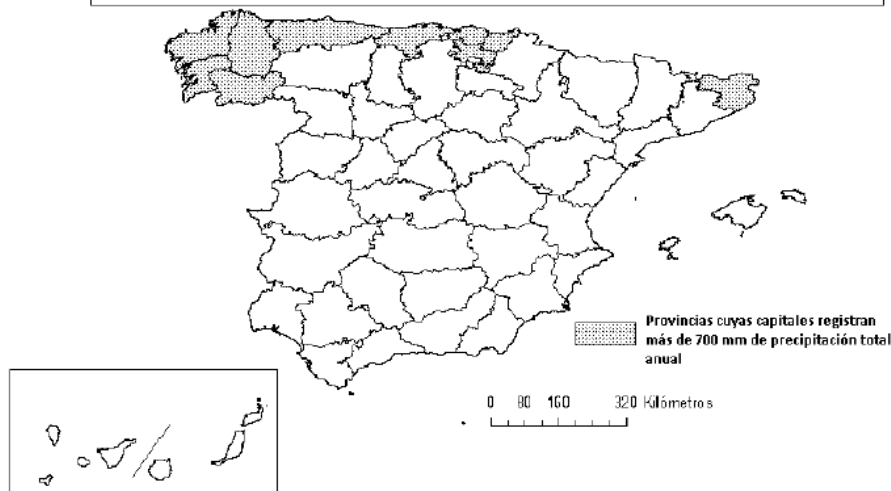 Provincias cuyas capitales registran
más de 700 mm de precipitación total
anual
0 80 160 320 Kilómetros